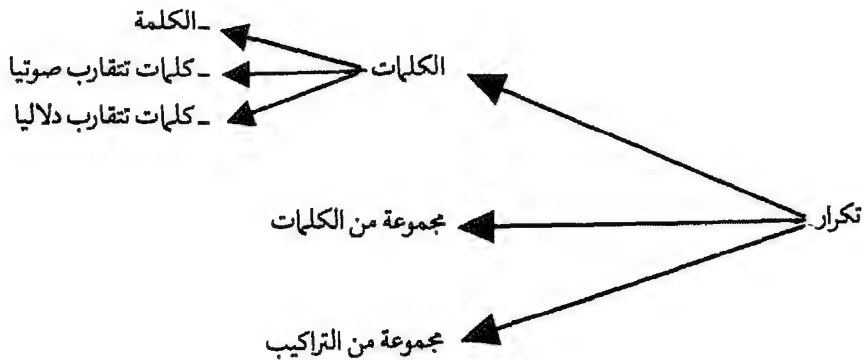 تكرار
الكلمات
ـ الكلمة
ـ كلمات تتقارب صوتيا
ـ كلمات تتقارب دلاليا
مجموعة من الكلمات
مجموعة من التراكيب